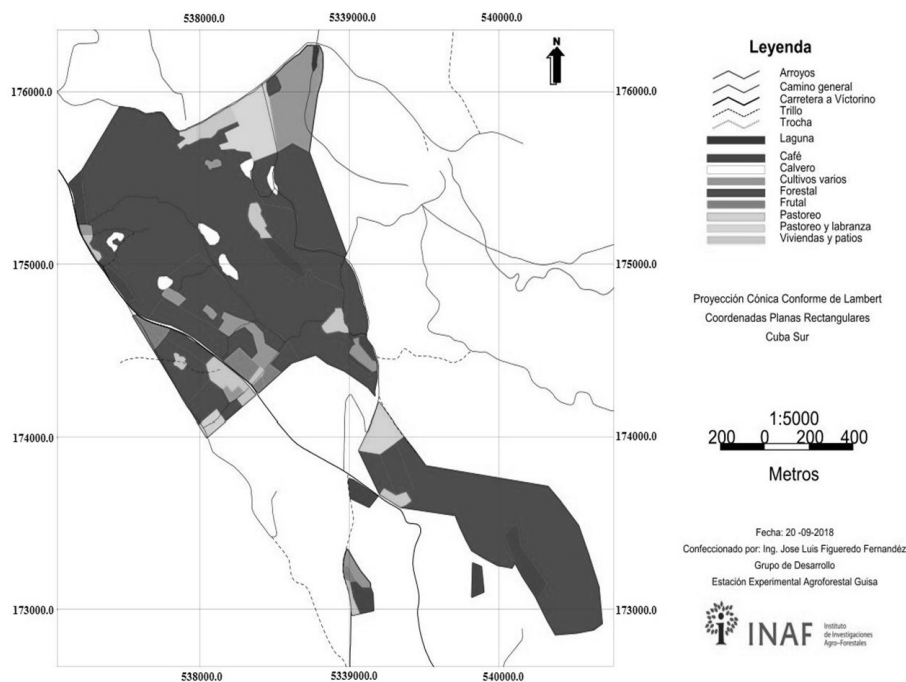 538000.0 5339000.0 540000.0
176000.0 176000.0
175000.0 175000.0
174000.0 174000.0
173000.0 173000.0
538000.0 5339000.0 540000.0
N
Leyenda
Arroyos
Camino general
Carretera a Víctorino
Trillo
Trocha
Laguna
Café
Calvero
Cultivos varios
Forestal
Frutal
Pastoreo
Pastoreo y labranza
Viviendas y patios
Proyección Cónica Conforme de Lambert
Coordenadas Planas Rectangulares
Cuba Sur
1:5000
200 0 200 400
Metros
Fecha: 20 -09-2018
Confeccionado por: Ing. Jose Luis Figueredo Fernandéz
Grupo de Desarrollo
Estación Experimental Agroforestal Guisa
INAF
Instituto
de Investigaciones
Agro-Forestales